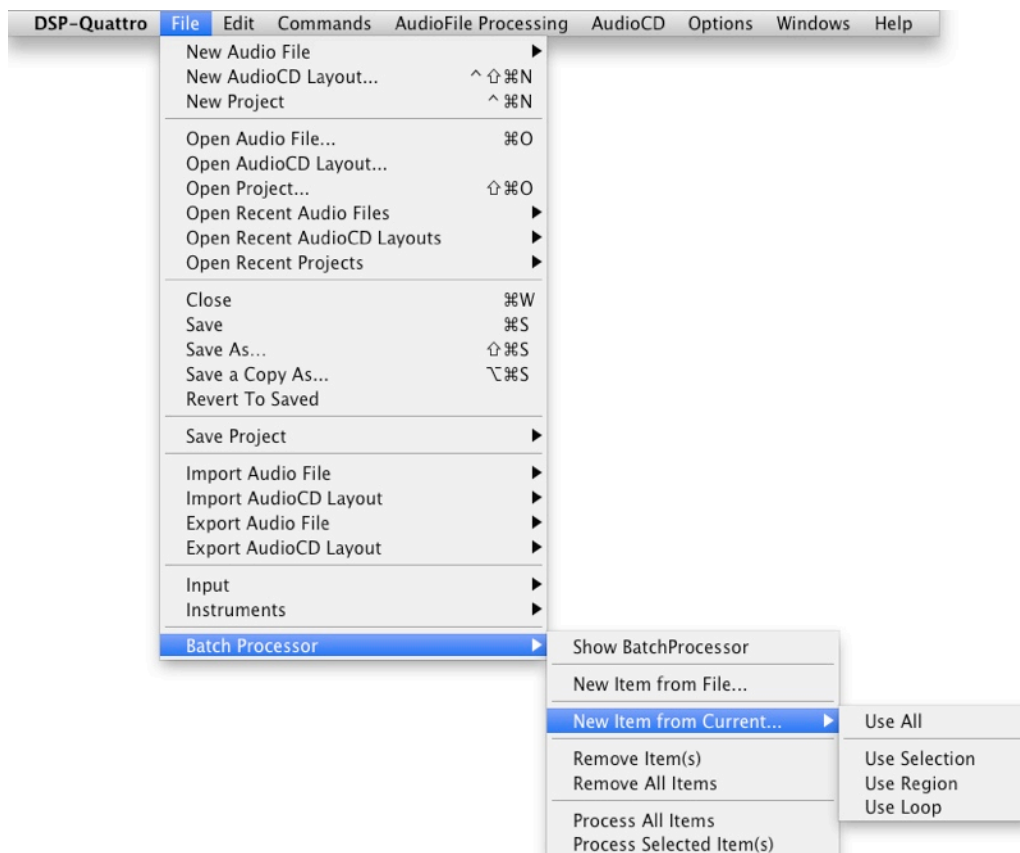 DSP-Quattro File Edit Commands AudioFile Processing AudioCD Options Windows Help
New Audio File
New AudioCD Layout... ^⇧⌘N
New Project ^⌘N
Open Audio File... ⌘O
Open AudioCD Layout...
Open Project... ⇧⌘O
Open Recent Audio Files
Open Recent AudioCD Layouts
Open Recent Projects
Close ⌘W
Save ⌘S
Save As... ⇧⌘S
Save a Copy As... ⌥⌘S
Revert To Saved
Save Project
Import Audio File
Import AudioCD Layout
Export Audio File
Export AudioCD Layout
Input
Instruments
Batch Processor
Show BatchProcessor
New Item from File...
New Item from Current...
Remove Item(s)
Remove All Items
Process All Items
Process Selected Item(s)
Use All
Use Selection
Use Region
Use Loop